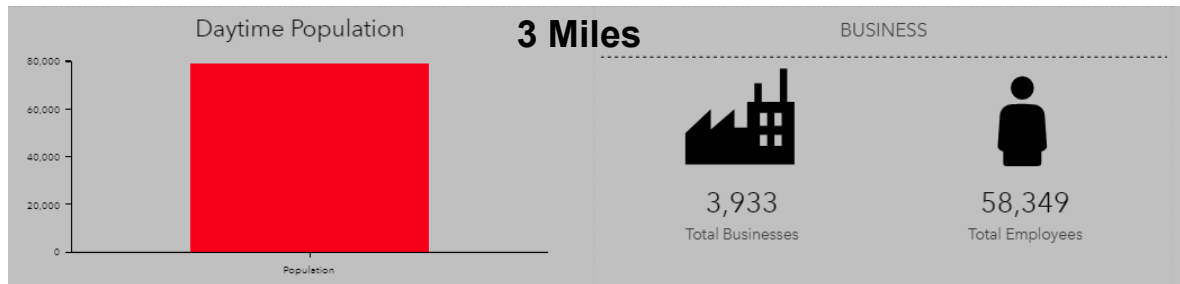 Daytime Population
3 Miles
BUSINESS
80,000
60,000
40,000
20,000
0
Population
3,933
Total Businesses
58,349
Total Employees